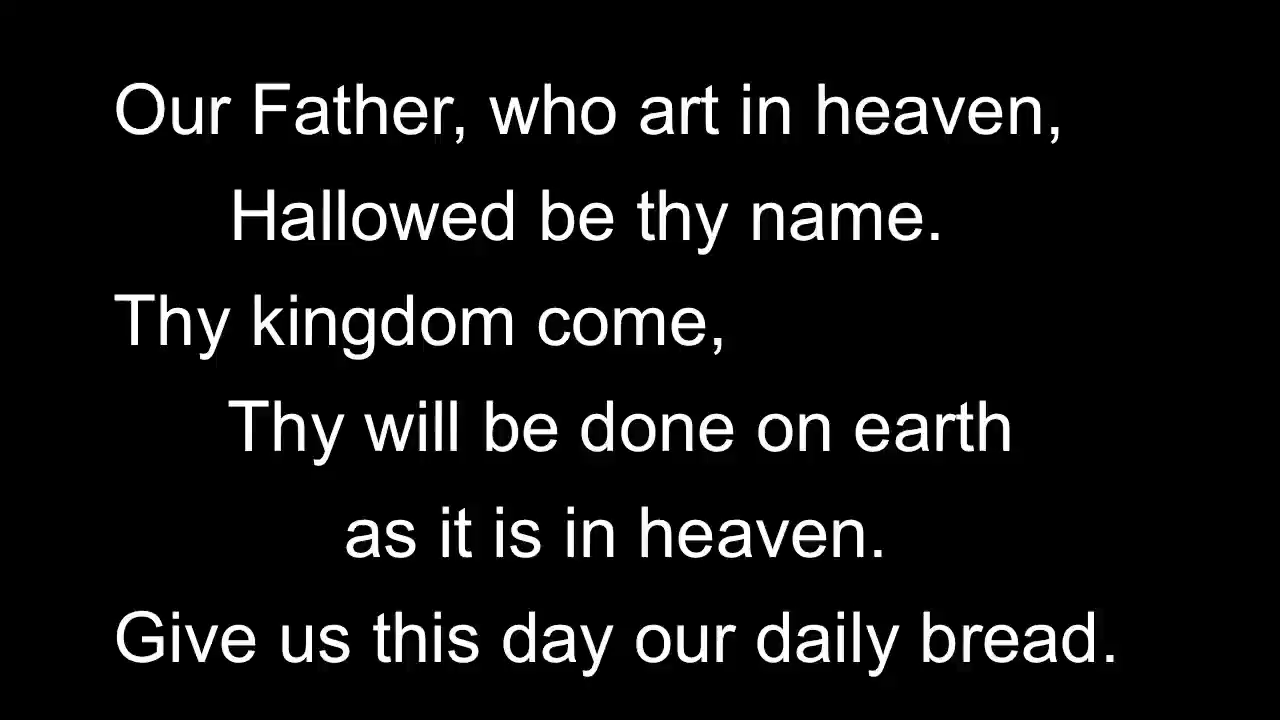 Our Father, who art in heaven,
Hallowed be thy name.
Thy kingdom come,
Thy will be done on earth
as it is in heaven.
Give us this day our daily bread.